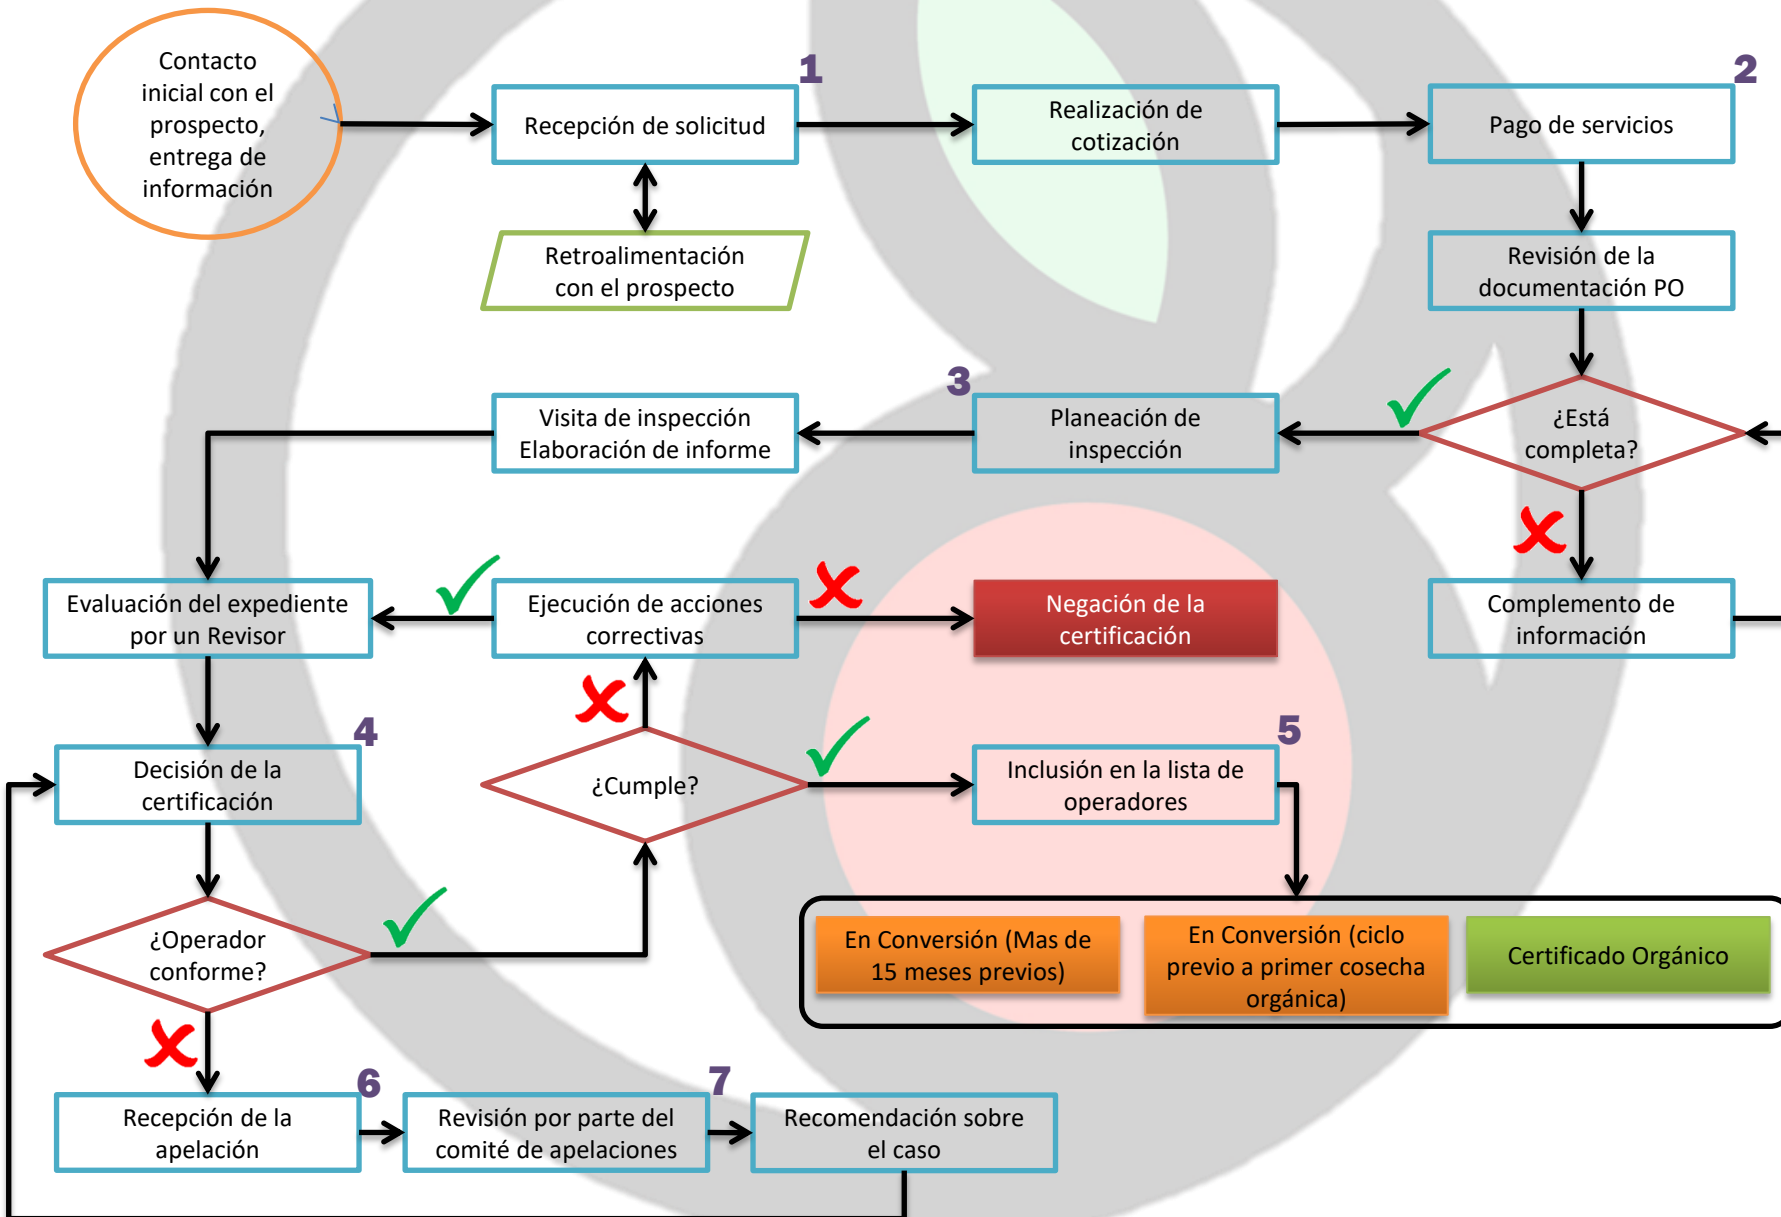 Contacto
inicial con el
prospecto,
entrega de
información
1
Recepción de solicitud
Realización de
cotización
2
Pago de servicios
Retroalimentación
con el prospecto
Revisión de la
documentación PO
¿Está
completa?
3
Planeación de
inspección
Visita de inspección
Elaboración de informe
Complemento de
información
Evaluación del expediente
por un Revisor
Ejecución de acciones
correctivas
Negación de la
certificación
4
Decisión de la
certificación
¿Cumple?
5
Inclusión en la lista de
operadores
¿Operador
conforme?
En Conversión (Mas de
15 meses previos)
En Conversión (ciclo
previo a primer cosecha
orgánica)
Certificado Orgánico
6
Recepción de la
apelación
7
Revisión por parte del
comité de apelaciones
Recomendación sobre
el caso